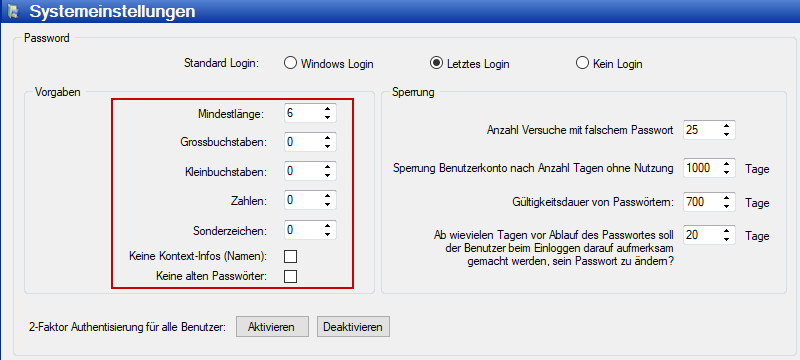 Systemeinstellungen
Password
Standard Login: Windows Login Letztes Login Kein Login
Vorgaben
Mindestlänge: 6
Grossbuchstaben: 0
Kleinbuchstaben: 0
Zahlen: 0
Sonderzeichen: 0
Keine Kontext-Infos (Namen):
Keine alten Passwörter:
Sperrung
Anzahl Versuche mit falschem Passwort 25
Sperrung Benutzerkonto nach Anzahl Tagen ohne Nutzung 1000 Tage
Gültigkeitsdauer von Passwörtern: 700 Tage
Ab wievielen Tagen vor Ablauf des Passwortes soll 20 Tage
der Benutzer beim Einloggen darauf aufmerksam
gemacht werden, sein Passwort zu ändern?
2-Faktor Authentisierung für alle Benutzer: Aktivieren Deaktivieren